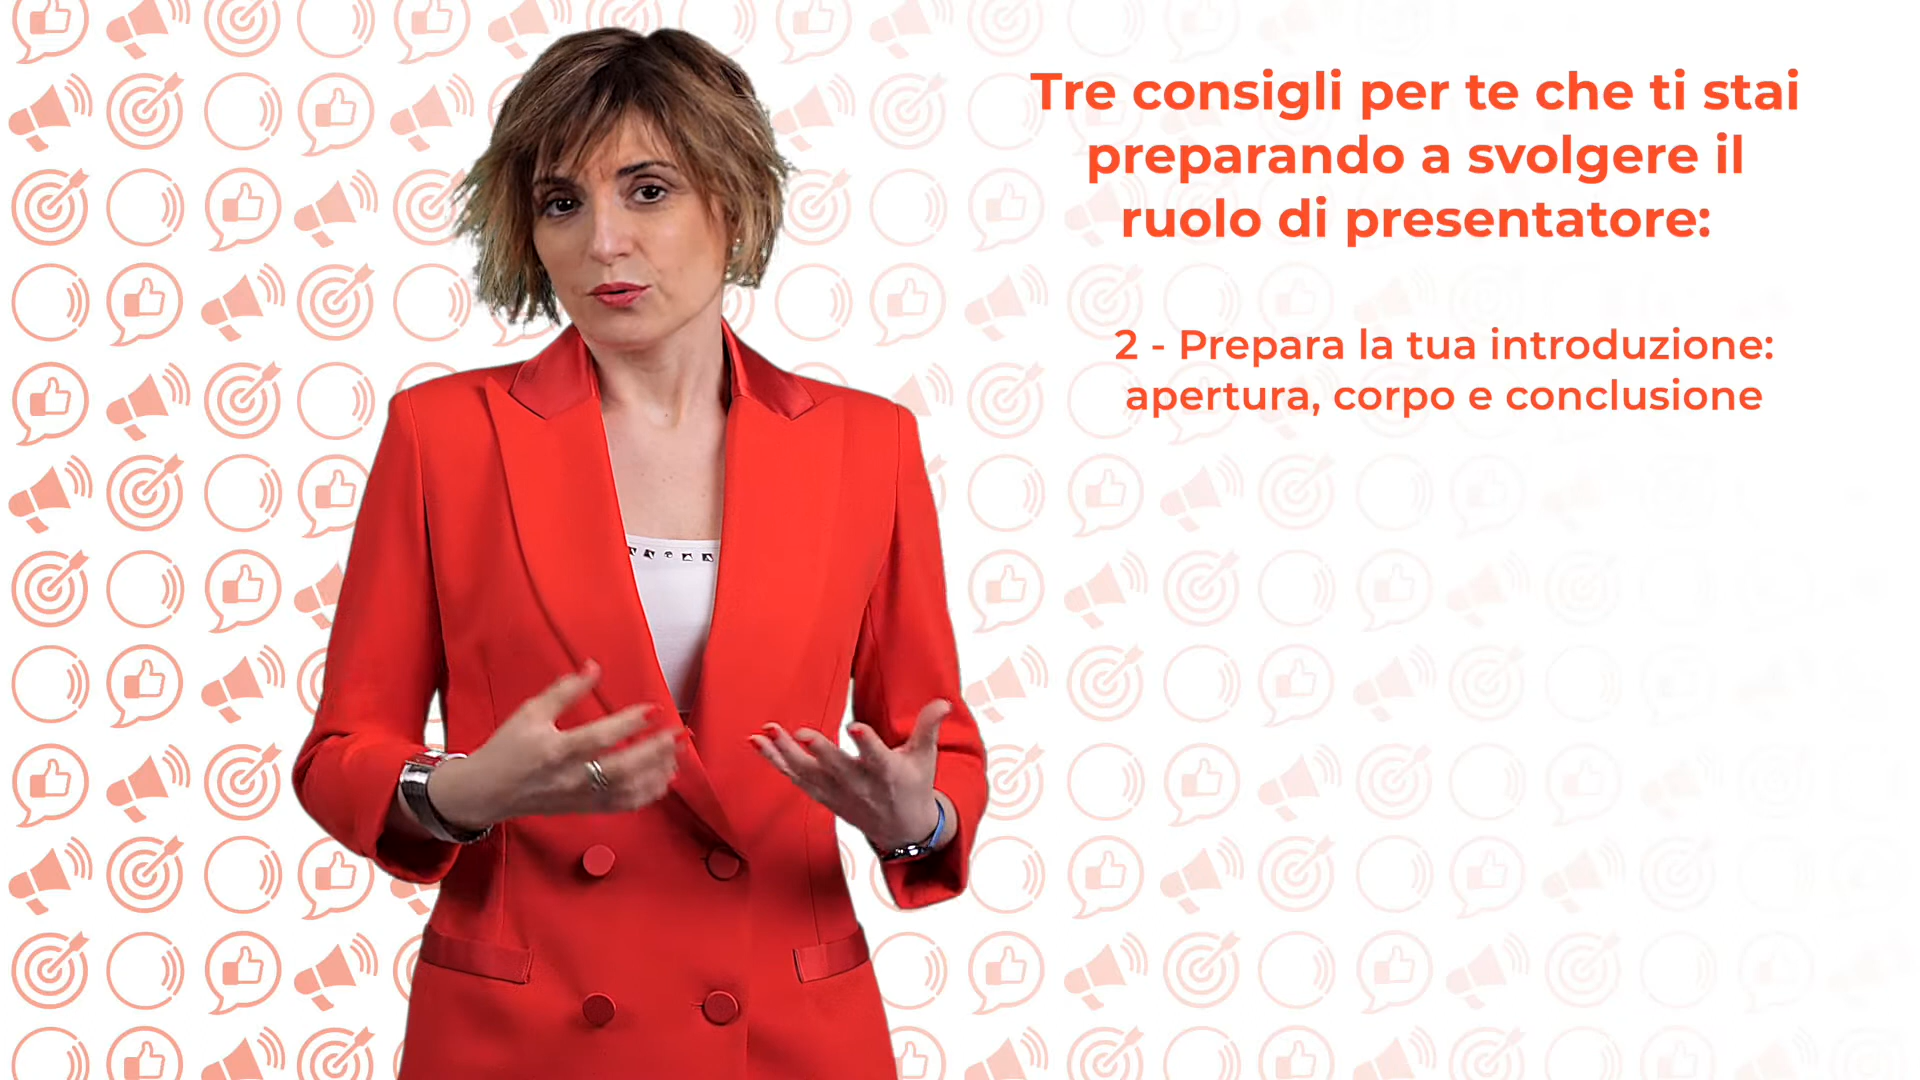 Tre consigli per te che ti stai
preparando a svolgere il
ruolo di presentatore:
2 - Prepara la tua introduzione:
apertura, corpo e conclusione